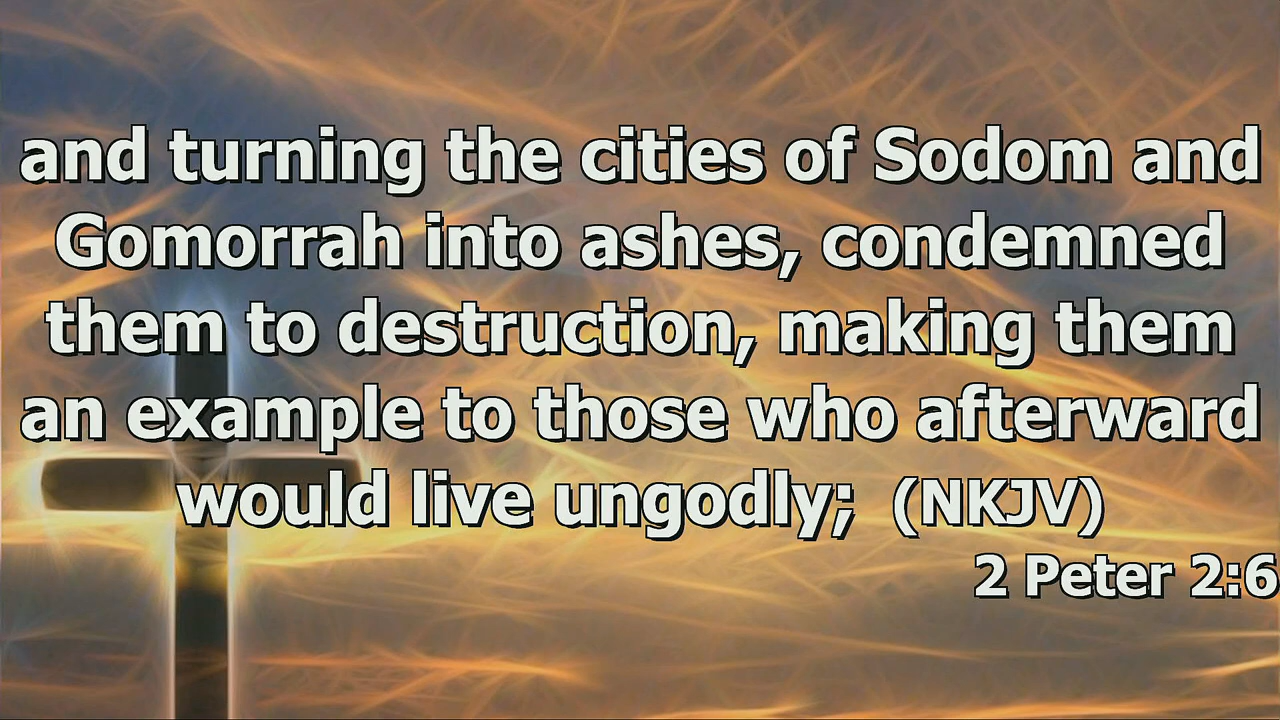 and turning the cities of Sodom and
Gomorrah into ashes, condemned
them to destruction, making them
an example to those who afterward
would live ungodly;  (NKJV)
2 Peter 2:6